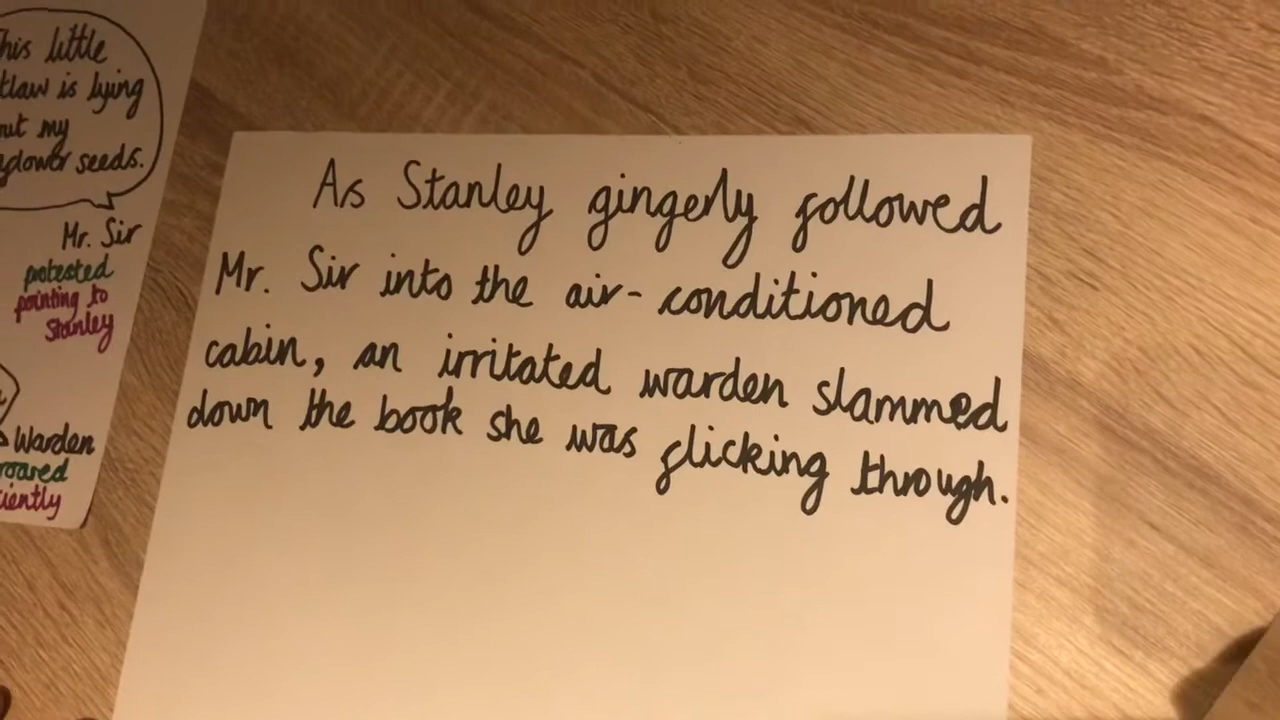 This little
is lying
my
seeds.
Mr. Sir
protested
pointing to
Stanley
Warden
roared
As Stanley gingerly followed
Mr. Sir into the air-conditioned
cabin, an irritated warden slammed
down the book she was flicking through.